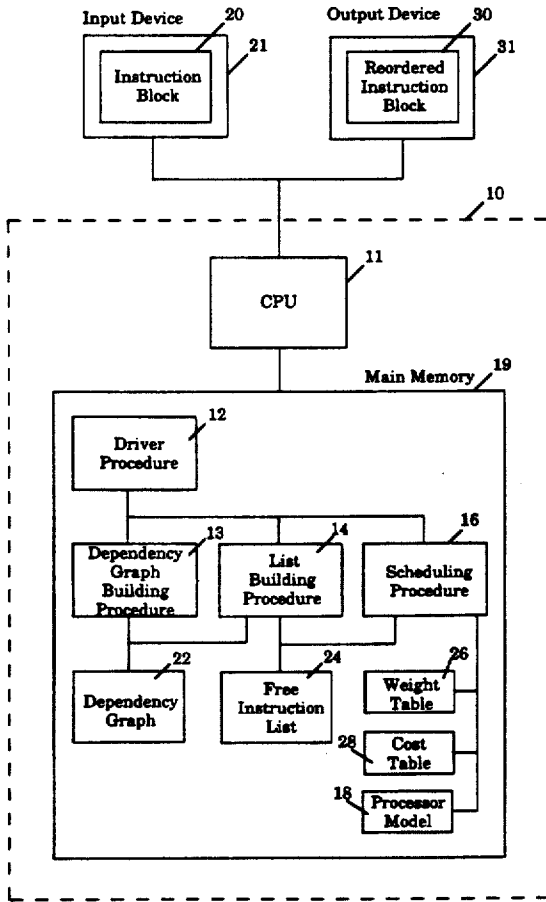 Input Device
20
21
Instruction
Block
Output Device
30
31
Reordered
Instruction
Block
10
11
CPU
Main Memory
19
12
Driver
Procedure
13
Dependency
Graph
Building
Procedure
14
List
Building
Procedure
16
Scheduling
Procedure
22
Dependency
Graph
24
Free
Instruction
List
26
Weight
Table
28
Cost
Table
18
Processor
Model